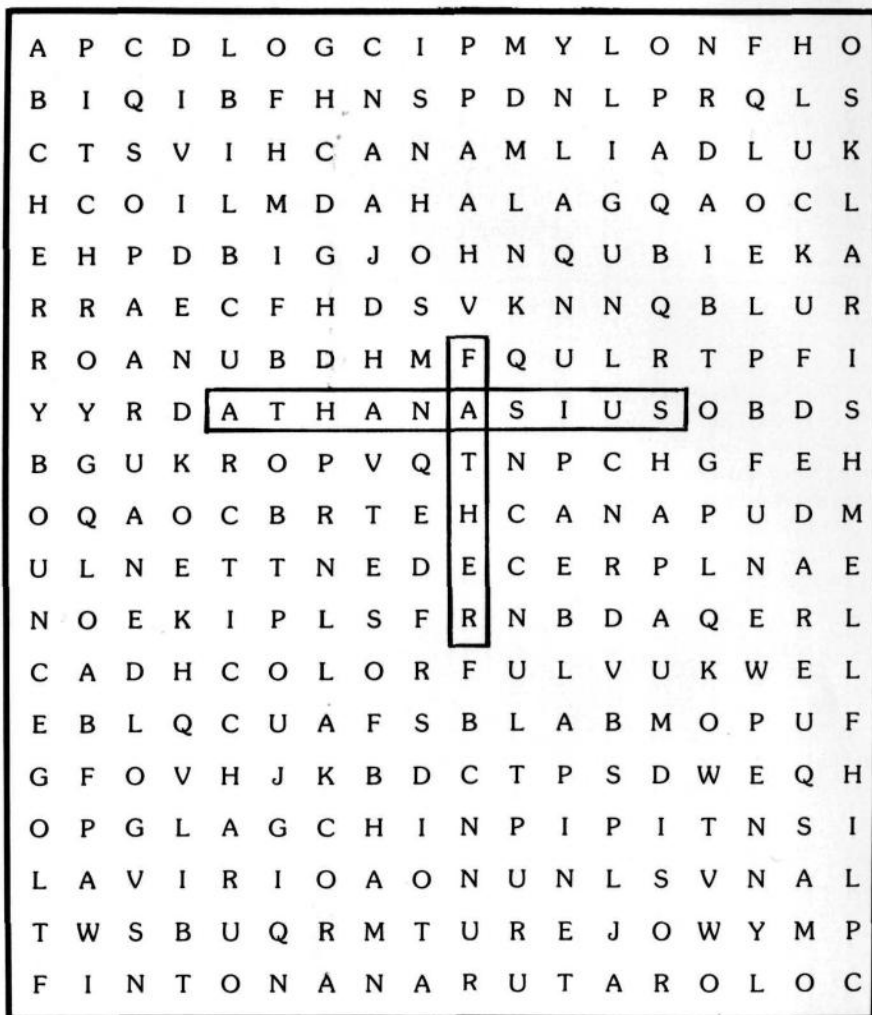 A P C D L O G C I P M Y L O N F H O
B I Q I B F H N S P D N L P R Q L S
C T S V I H C A N A M L I A D L U K
H C O I L M D A H A L A G Q A O C L
E H P D B I G J O H N Q U B I E K A
R R A E C F H D S V K N N Q B L U R
R O A N U B D H M F Q U L R T P F I
Y Y R D A T H A N A S I U S O B D S
B G U K R O P V Q T N P C H G F E H
O Q A O C B R T E H C A N A P U D M
U L N E T T N E D E C E R P L N A E
N O E K I P L S F R N B D A Q E R L
C A D H C O L O R F U L V U K W E L
E B L Q C U A F S B L A B M O P U F
G F O V H J K B D C T P S D W E Q H
O P G L A G C H I N P I P I T N S I
L A V I R I O A O N U N L S V N A L
T W S B U Q R M T U R E J O W Y M P
F I N T O N A N A R U T A R O L O C